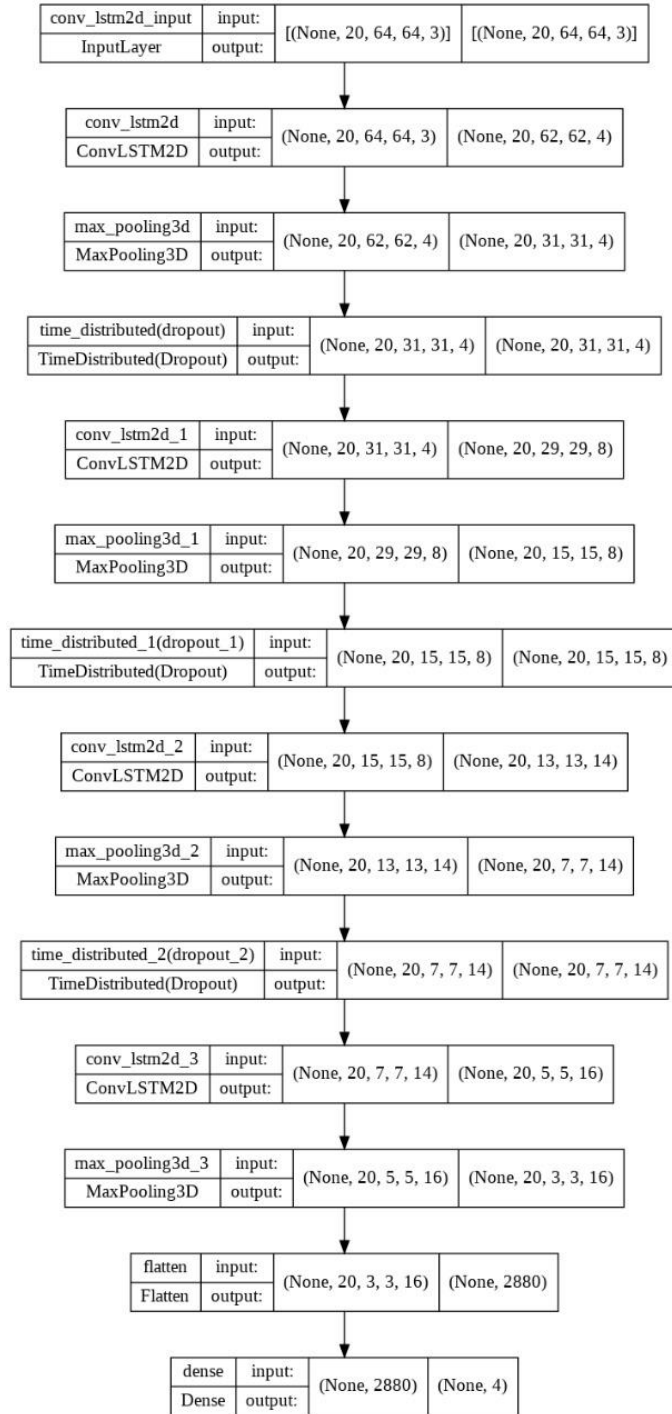 conv_lstm2d_input input: [(None, 20, 64, 64, 3)] [(None, 20, 64, 64, 3)]
InputLayer output:
conv_lstm2d input: (None, 20, 64, 64, 3) (None, 20, 62, 62, 4)
ConvLSTM2D output:
max_pooling3d input: (None, 20, 62, 62, 4) (None, 20, 31, 31, 4)
MaxPooling3D output:
time_distributed(dropout) input: (None, 20, 31, 31, 4) (None, 20, 31, 31, 4)
TimeDistributed(Dropout) output:
conv_lstm2d_1 input: (None, 20, 31, 31, 4) (None, 20, 29, 29, 8)
ConvLSTM2D output:
max_pooling3d_1 input: (None, 20, 29, 29, 8) (None, 20, 15, 15, 8)
MaxPooling3D output:
time_distributed_1(dropout_1) input: (None, 20, 15, 15, 8) (None, 20, 15, 15, 8)
TimeDistributed(Dropout) output:
conv_lstm2d_2 input: (None, 20, 15, 15, 8) (None, 20, 13, 13, 14)
ConvLSTM2D output:
max_pooling3d_2 input: (None, 20, 13, 13, 14) (None, 20, 7, 7, 14)
MaxPooling3D output:
time_distributed_2(dropout_2) input: (None, 20, 7, 7, 14) (None, 20, 7, 7, 14)
TimeDistributed(Dropout) output:
conv_lstm2d_3 input: (None, 20, 7, 7, 14) (None, 20, 5, 5, 16)
ConvLSTM2D output:
max_pooling3d_3 input: (None, 20, 5, 5, 16) (None, 20, 3, 3, 16)
MaxPooling3D output:
flatten input: (None, 20, 3, 3, 16) (None, 2880)
Flatten output:
dense input: (None, 2880) (None, 4)
Dense output: